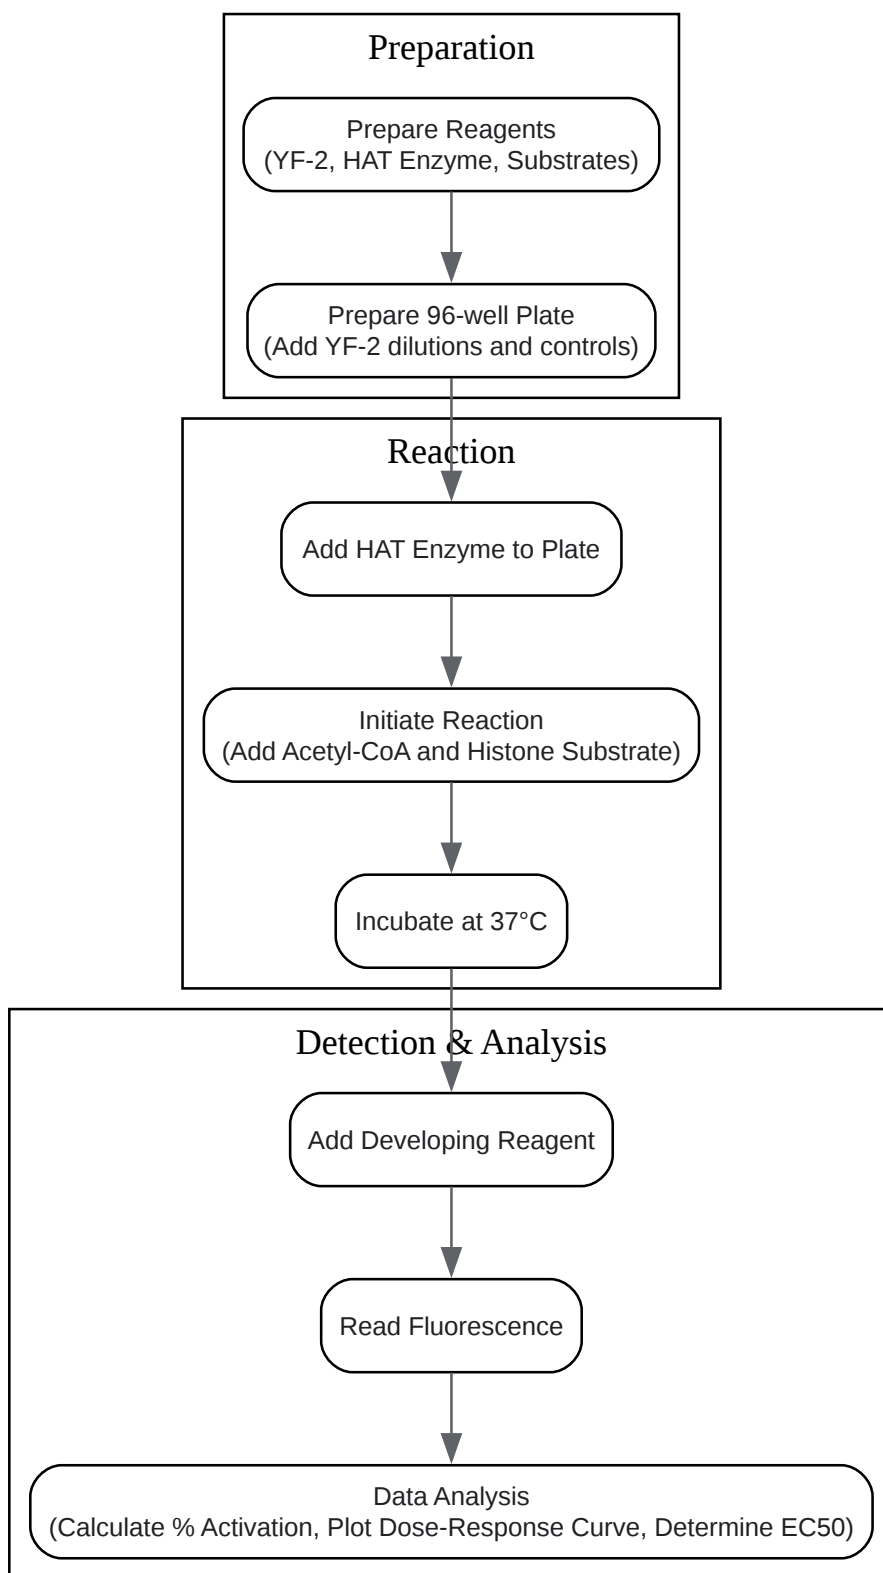 Preparation
Prepare Reagents
(YF-2, HAT Enzyme, Substrates)
Prepare 96-well Plate
(Add YF-2 dilutions and controls)
Reaction
Add HAT Enzyme to Plate
Initiate Reaction
(Add Acetyl-CoA and Histone Substrate)
Incubate at 37°C
Detection & Analysis
Add Developing Reagent
Read Fluorescence
Data Analysis
(Calculate % Activation, Plot Dose-Response Curve, Determine EC50)